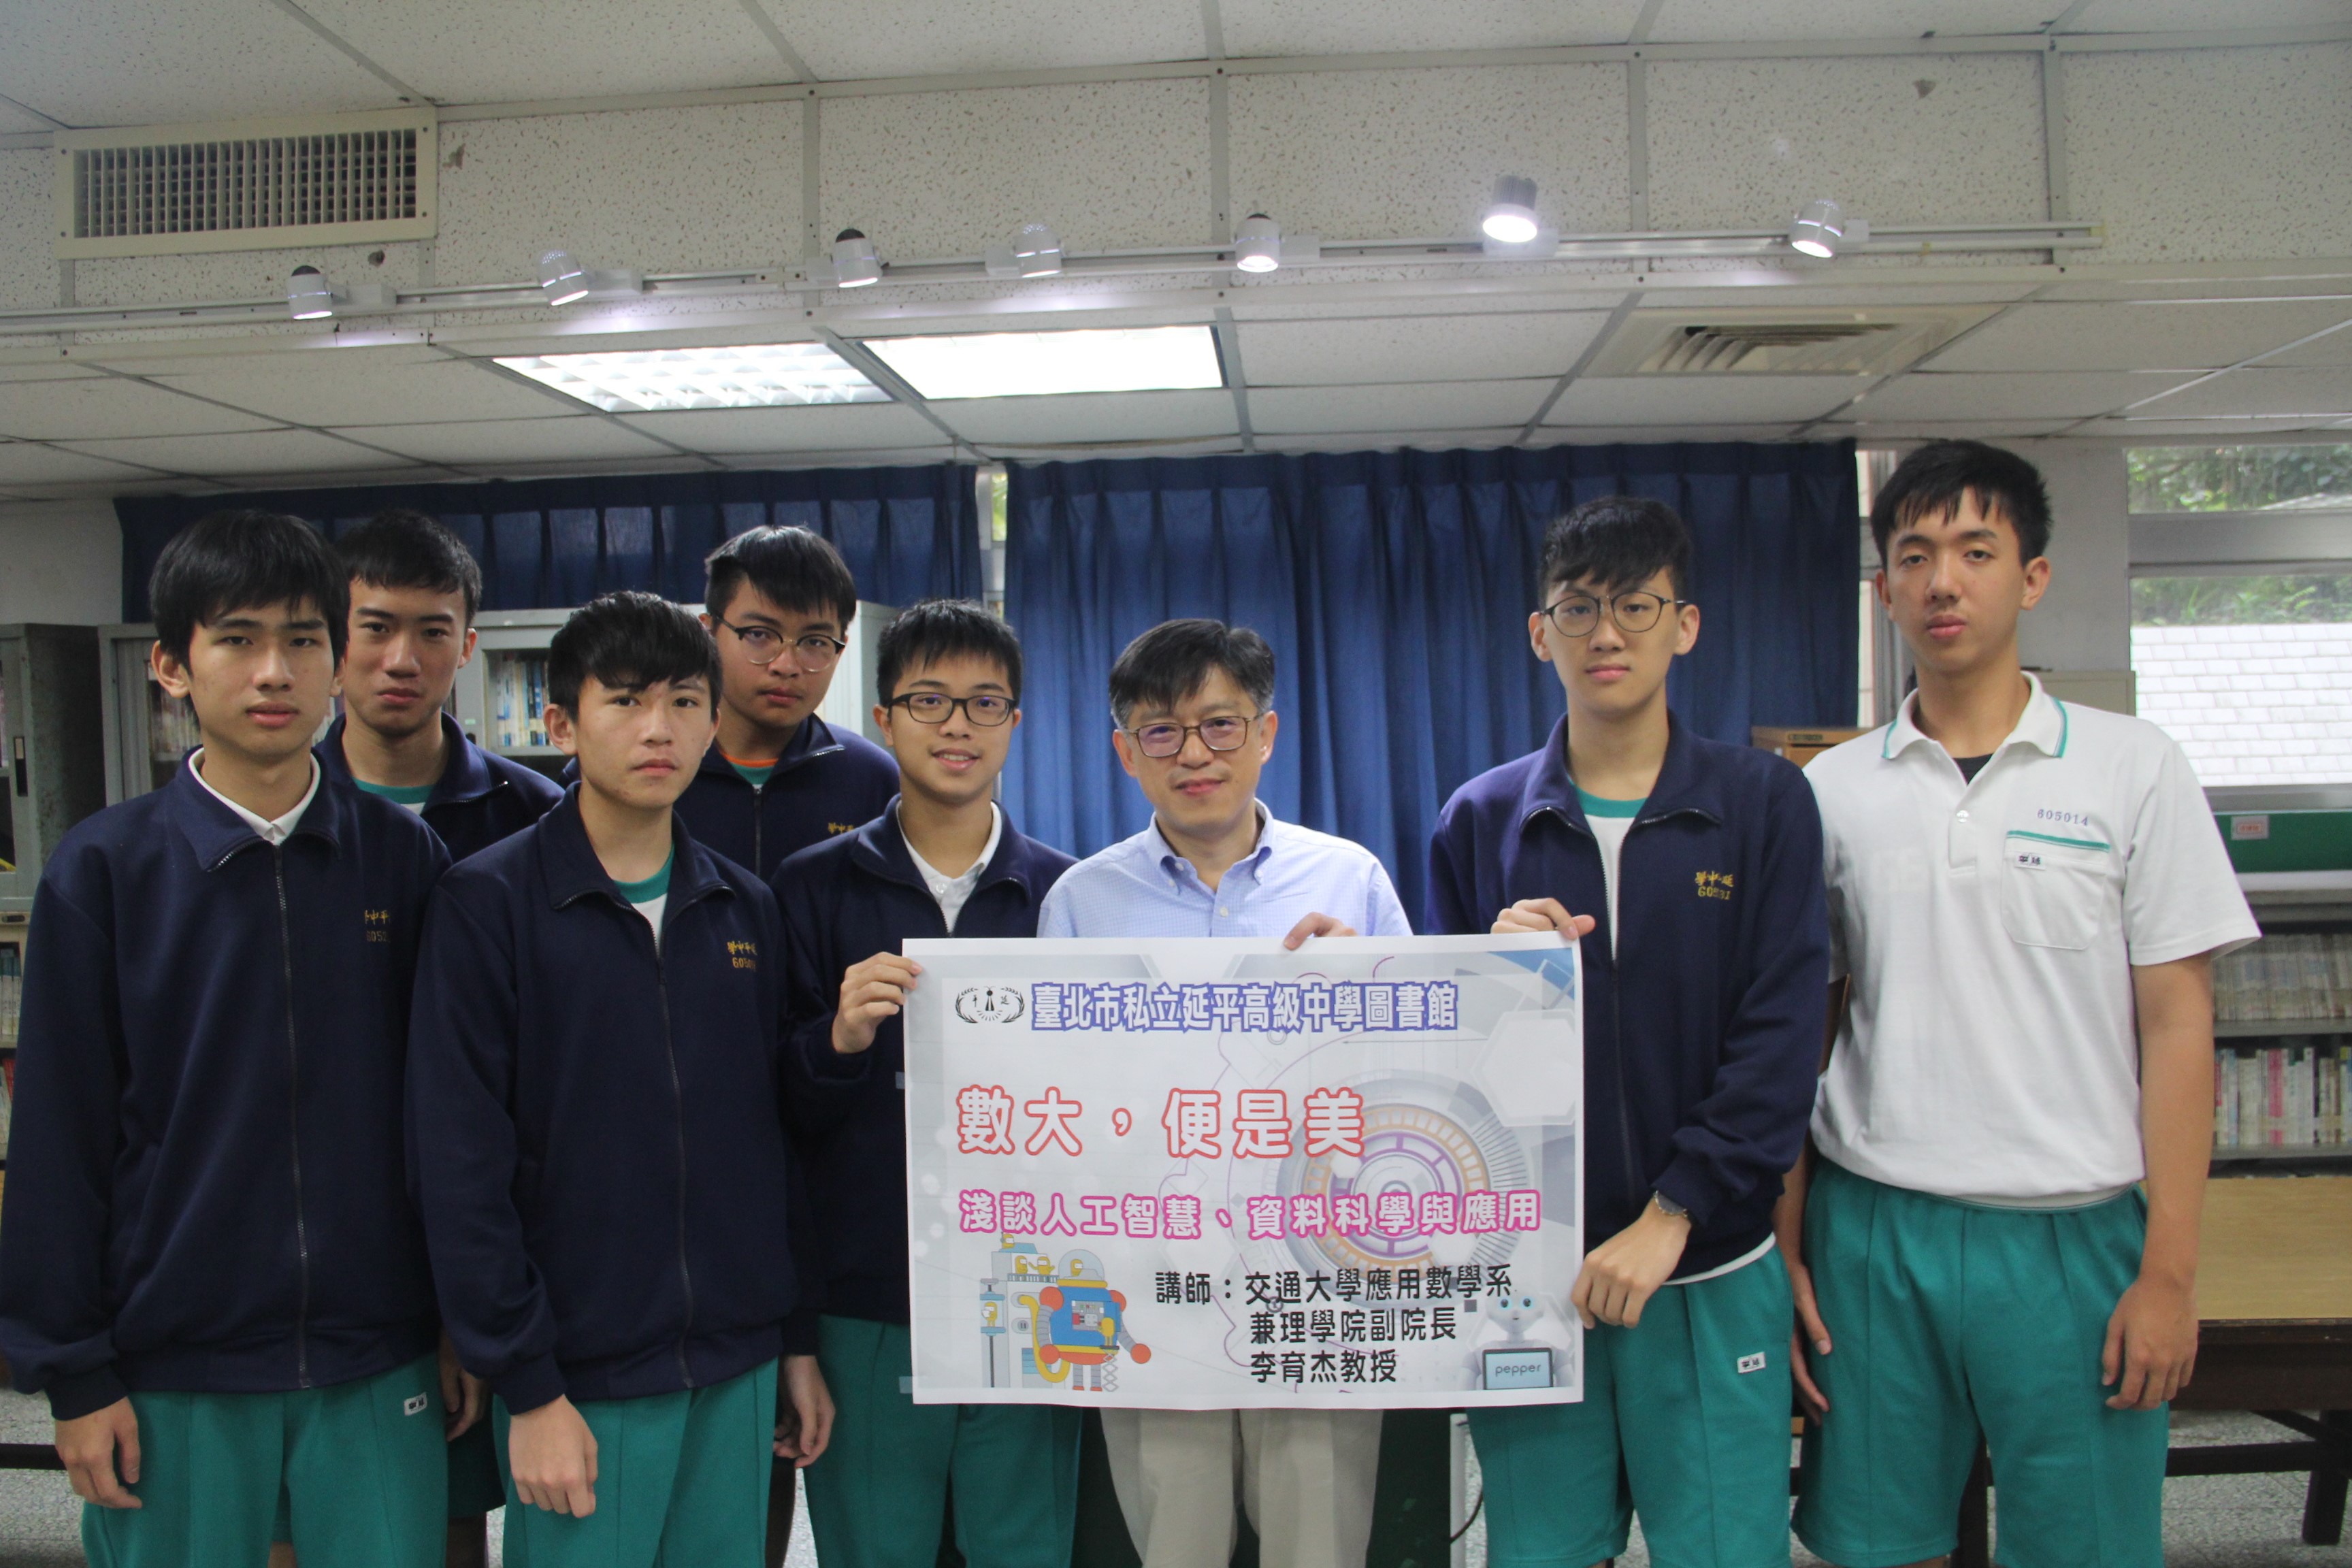 臺北市私立延平高級中學圖書館
數大，便是美
淺談人工智慧、資料科學與應用
講師：交通大學應用數學系
兼理學院副院長
李育杰教授
pepper
605014